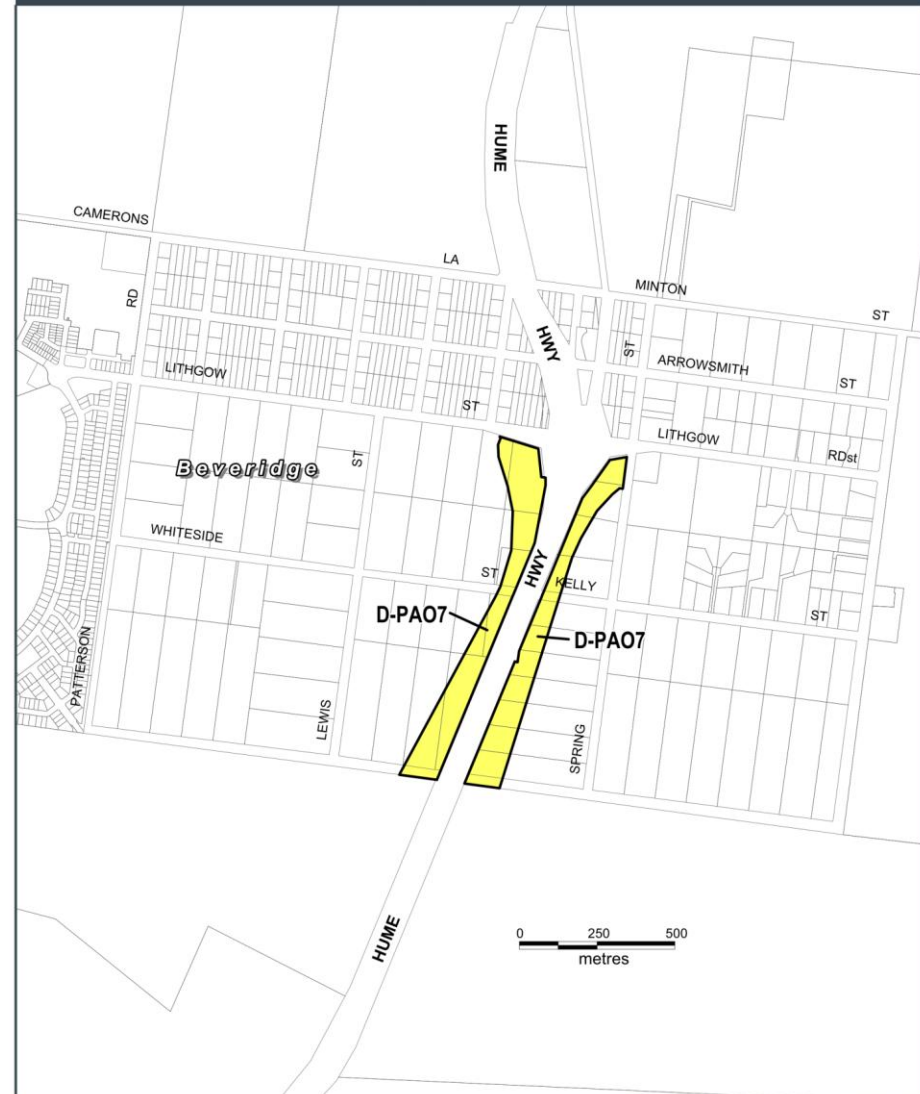 HUME
CAMERONS
LA
MINTON
ST
RD
HWY
ST
ARROWSMITH
ST
LITHGOW
ST
LITHGOW
RDst
Beveridge
ST
WHITESIDE
ST
HWY
KELLY
ST
D-PAO7
D-PAO7
PATTERSON
LEWIS
SPRING
HUME
0 250 500
metres